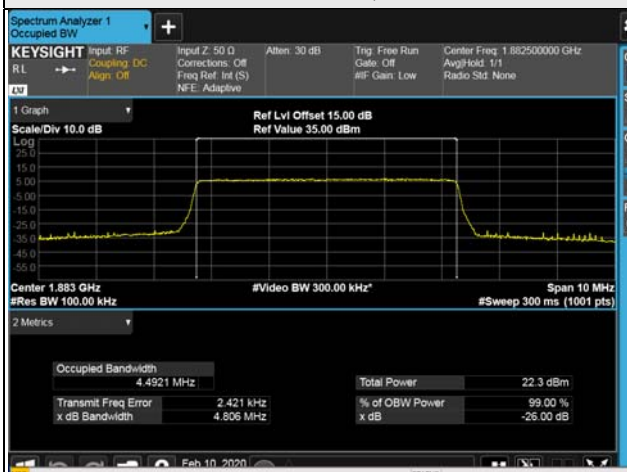 Spectrum Analyzer 1
Occupied BW
KEYSIGHT
RL
LXI
Input: RF
Coupling: DC
Align: Off
Input Z: 50 Ω
Corrections: Off
Freq Ref: Int (S)
NFE: Adaptive
Atten: 30 dB
Trig: Free Run
Gate: Off
#IF Gain: Low
Center Freq: 1.882500000 GHz
Avg|Hold: 1/1
Radio Std: None
1 Graph
Scale/Div 10.0 dB
Ref Lvl Offset 15.00 dB
Ref Value 35.00 dBm
Log
25.0
15.0
5.00
-5.00
-15.0
-25.0
-35.0
-45.0
-55.0
Center 1.883 GHz
#Res BW 100.00 kHz
#Video BW 300.00 kHz*
Span 10 MHz
#Sweep 300 ms (1001 pts)
2 Metrics
Occupied Bandwidth
4.4921 MHz
Total Power 22.3 dBm
Transmit Freq Error 2.421 kHz
% of OBW Power 99.00 %
x dB Bandwidth 4.806 MHz
x dB -26.00 dB
Feb 10, 2020